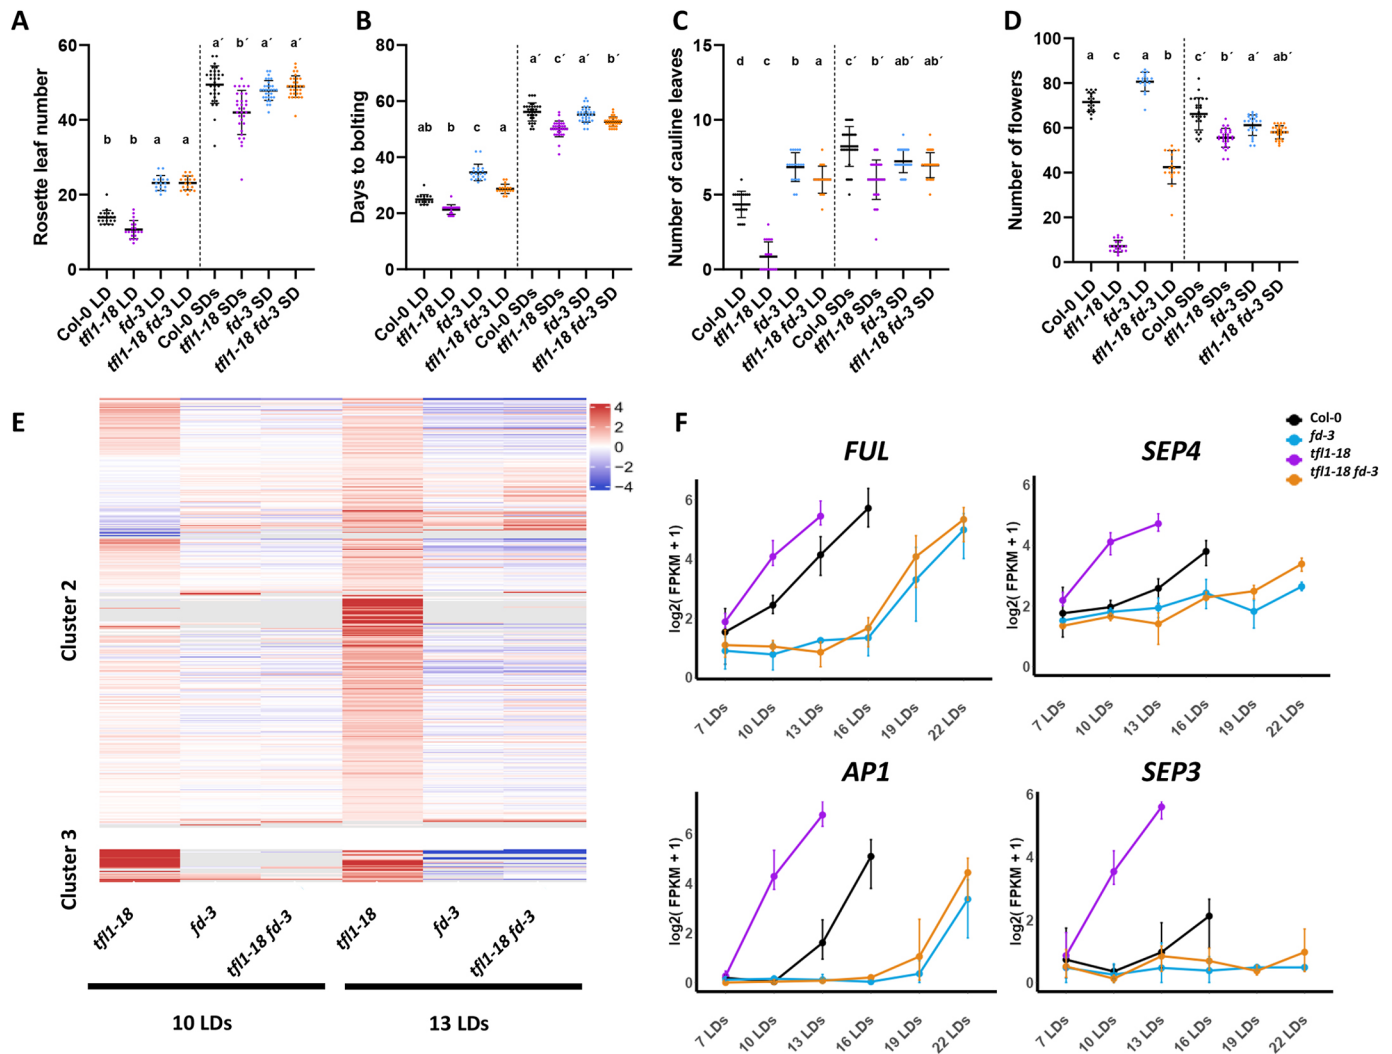 A
Rosette leaf number
60
40
20
0
b
b
a
a
a´
b´
a´
a´
Col-0 LD
tfl1-18 LD
fd-3 LD
tfl1-18 fd-3 LD
Col-0 SDs
tfl1-18 SDs
fd-3 SD
tfl1-18 fd-3 SD
B
Days to bolting
80
60
40
20
0
ab
b
c
a
a´
c´
a´
b´
Col-0 LD
tfl1-18 LD
fd-3 LD
tfl1-18 fd-3 LD
Col-0 SDs
tfl1-18 SDs
fd-3 SD
tfl1-18 fd-3 SD
C
Number of cauline leaves
15
10
5
0
d
c
b
a
c´
b´
ab´
ab´
Col-0 LD
tfl1-18 LD
fd-3 LD
tfl1-18 fd-3 LD
Col-0 SDs
tfl1-18 SDs
fd-3 SD
tfl1-18 fd-3 SD
D
Number of flowers
100
80
60
40
20
0
a
c
a
b
c´
b´
a´
ab´
Col-0 LD
tfl1-18 LD
fd-3 LD
tfl1-18 fd-3 LD
Col-0 SDs
tfl1-18 SDs
fd-3 SD
tfl1-18 fd-3 SD
E
4
2
0
−2
−4
Cluster 2
Cluster 3
tfl1-18
fd-3
tfl1-18 fd-3
tfl1-18
fd-3
tfl1-18 fd-3
10 LDs
13 LDs
F
Col-0
fd-3
tfl1-18
tfl1-18 fd-3
FUL
log2( FPKM + 1)
6
4
2
0
7 LDs
10 LDs
13 LDs
16 LDs
19 LDs
22 LDs
SEP4
log2( FPKM + 1)
6
4
2
0
7 LDs
10 LDs
13 LDs
16 LDs
19 LDs
22 LDs
AP1
log2( FPKM + 1)
6
4
2
0
7 LDs
10 LDs
13 LDs
16 LDs
19 LDs
22 LDs
SEP3
log2( FPKM + 1)
6
4
2
0
7 LDs
10 LDs
13 LDs
16 LDs
19 LDs
22 LDs